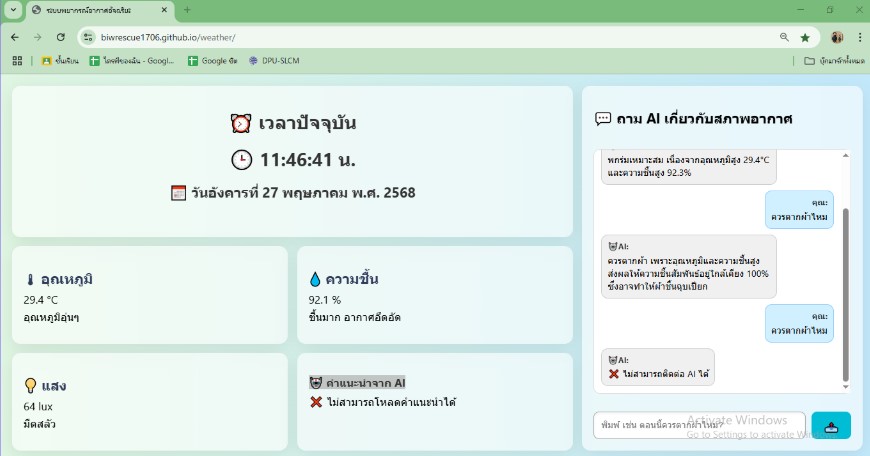 ระบบพยากรณ์อากาศอัจฉริยะ
biwrescue1706.github.io/weather/
ชั้นเรียน
ไดรฟ์ของฉัน - Googl...
Google ชีต
DPU-SLCM
บุ๊กมาร์กทั้งหมด
เวลาปัจจุบัน
11:46:41 น.
วันอังคารที่ 27 พฤษภาคม พ.ศ. 2568
อุณหภูมิ
29.4 °C
อุณหภูมิอุ่นๆ
ความชื้น
92.1 %
ชื้นมาก อากาศอึดอัด
แสง
64 lux
มืดสลัว
คำแนะนำจาก AI
ไม่สามารถโหลดคำแนะนำได้
ถาม AI เกี่ยวกับสภาพอากาศ
พกร่มเหมาะสม เนื่องจากอุณหภูมิสูง 29.4°C
และความชื้นสูง 92.3%
คุณ:
ควรตากผ้าไหม
AI:
ควรตากผ้า เพราะอุณหภูมิและความชื้นสูง
ส่งผลให้ความชื้นสัมพันธ์อยู่ใกล้เคียง 100%
ซึ่งอาจทำให้ผ้าชื้นฉุบเปียก
คุณ:
ควรตากผ้าไหม
AI:
ไม่สามารถติดต่อ AI ได้
พิมพ์ เช่น ตอนนี้ควรตากผ้าไหม?
Activate Windows
Go to Settings to activate Windows.